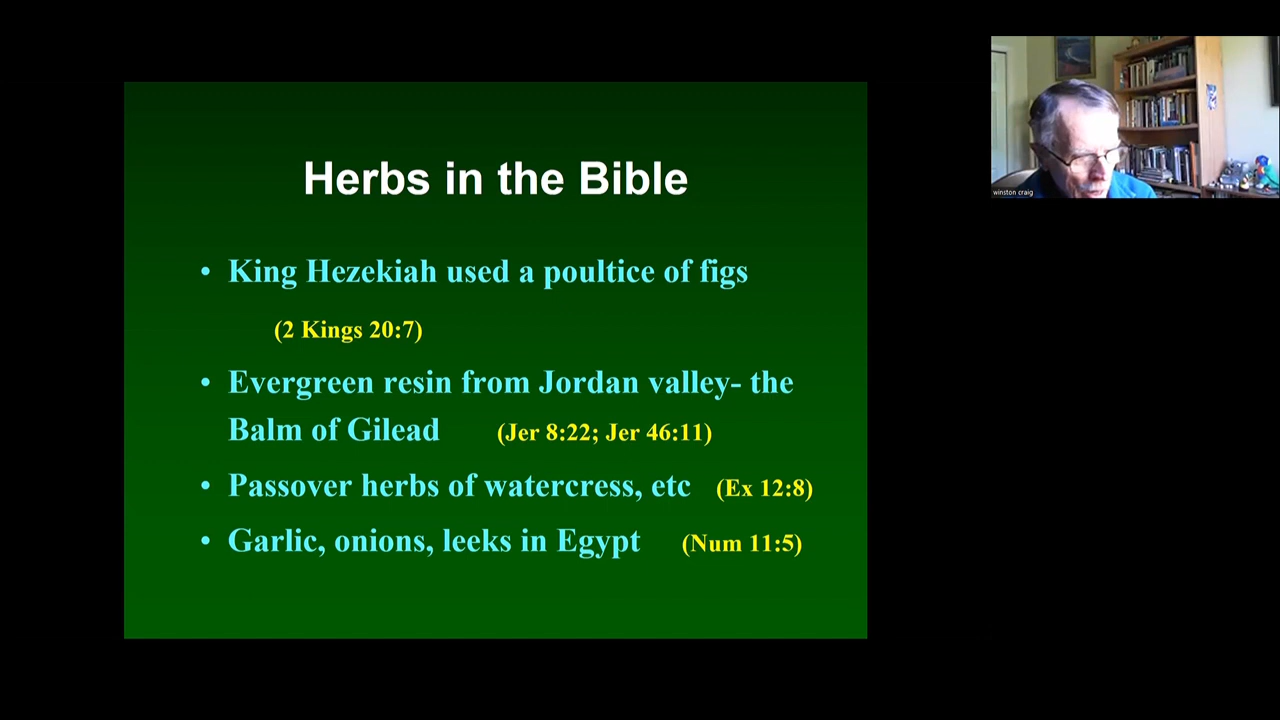 Herbs in the Bible
• King Hezekiah used a poultice of figs
(2 Kings 20:7)
• Evergreen resin from Jordan valley- the
Balm of Gilead (Jer 8:22; Jer 46:11)
• Passover herbs of watercress, etc (Ex 12:8)
• Garlic, onions, leeks in Egypt (Num 11:5)
winston craig